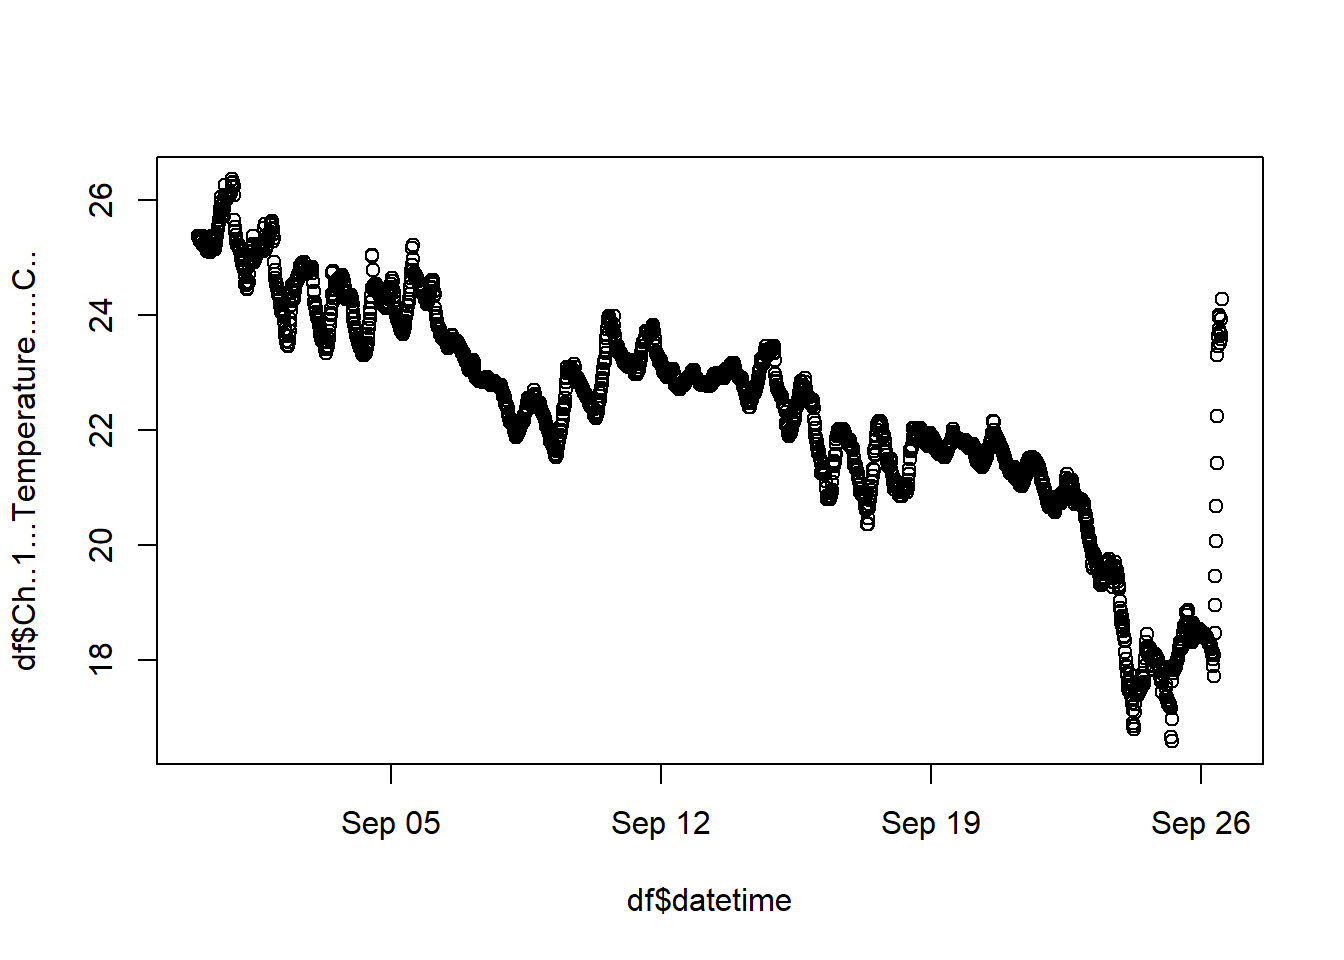 df$Ch..1...Temperature....C..
26
24
22
20
18
Sep 05
Sep 12
Sep 19
Sep 26
df$datetime